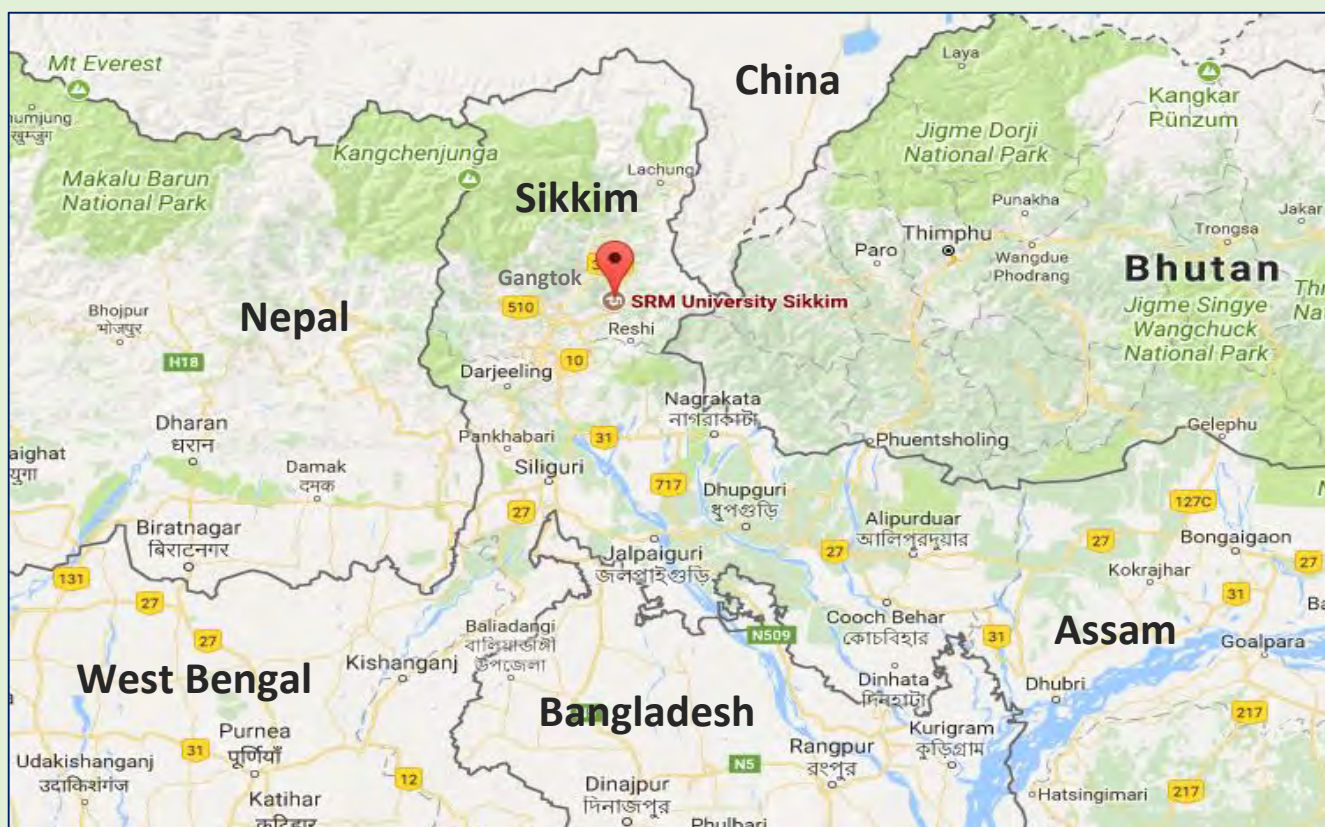 Mt Everest
China
Laya
Kangkar
Pünzum
Jigme Dorji
National Park
Kangchenjunga
Makalu Barun
National Park
Lachung
Sikkim
Punakha
Jakar
Thimphu
Paro
Trongsa
Wangdue
Phodrang
Bhutan
Gangtok
SRM University Sikkim
510
Reshi
Bhojpur
भोजपुर
Nepal
Jigme Singye
Wangchuck
National Park
H18
10
Darjeeling
Nagrakata
নাগরাকাটা
Dharan
धरान
Pankhabari
31
Phuentsholing
Gelephu
Damak
दमक
Siliguri
717
Dhupguri
ধুপগুড়ি
127C
27
Biratnagar
बिराटनगर
Alipurduar
আলিপুরদুয়ার
27
27
Bongaigaon
Jalpaiguri
জলপাইগুড়ি
Kokrajhar
27
131
27
31
Baliadangi
বালিয়াডাঙ্গী
উপজেলা
N509
Cooch Behar
কোচবিহার
31
Assam
Goalpara
27
Kishanganj
West Bengal
Dinhata
দিনহাটা
Dhubri
Bangladesh
217
Purnea
पूर्णियाँ
31
Kurigram
কুড়িগ্রাম
Rangpur
রংপুর
Udakishanganj
उदाकिशगंज
12
N5
Dinajpur
দিনাজপুর
Katihar
कटिहार
Hatsingimari
217
Phulbari